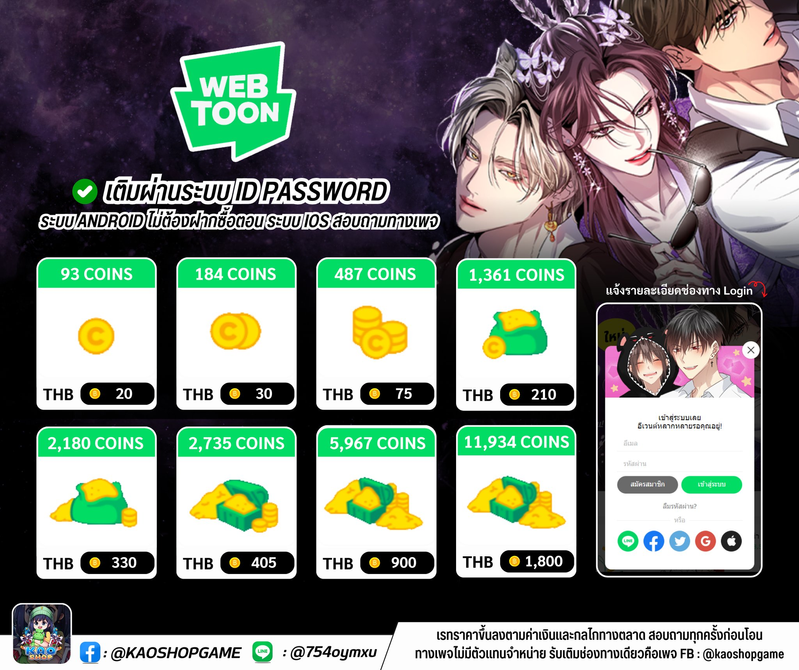 WEB
TOON
เติมผ่านระบบ ID PASSWORD
ระบบ ANDROID ไม่ต้องฝากซื้อตอน ระบบ IOS สอบถามทางเพจ
93 COINS
184 COINS
487 COINS
1,361 COINS
THB 20
THB 30
THB 75
THB 210
2,180 COINS
2,735 COINS
5,967 COINS
11,934 COINS
THB 330
THB 405
THB 900
THB 1,800
แจ้งรายละเอียดช่องทาง Login
ใหม่
เข้าสู่ระบบเลย
อีเวนต์หลากหลายรอคุณอยู่!
อีเมล
รหัสผ่าน
สมัครสมาชิก
เข้าสู่ระบบ
ลืมรหัสผ่าน?
หรือ
LINE
KAO
SHOP
: @KAOSHOPGAME
LINE
: @754oymxu
เรทราคาขึ้นลงตามค่าเงินและกลไกทางตลาด สอบถามทุกครั้งก่อนโอน
ทางเพจไม่มีตัวแทนจำหน่าย รับเติมช่องทางเดียวคือเพจ FB : @kaoshopgame